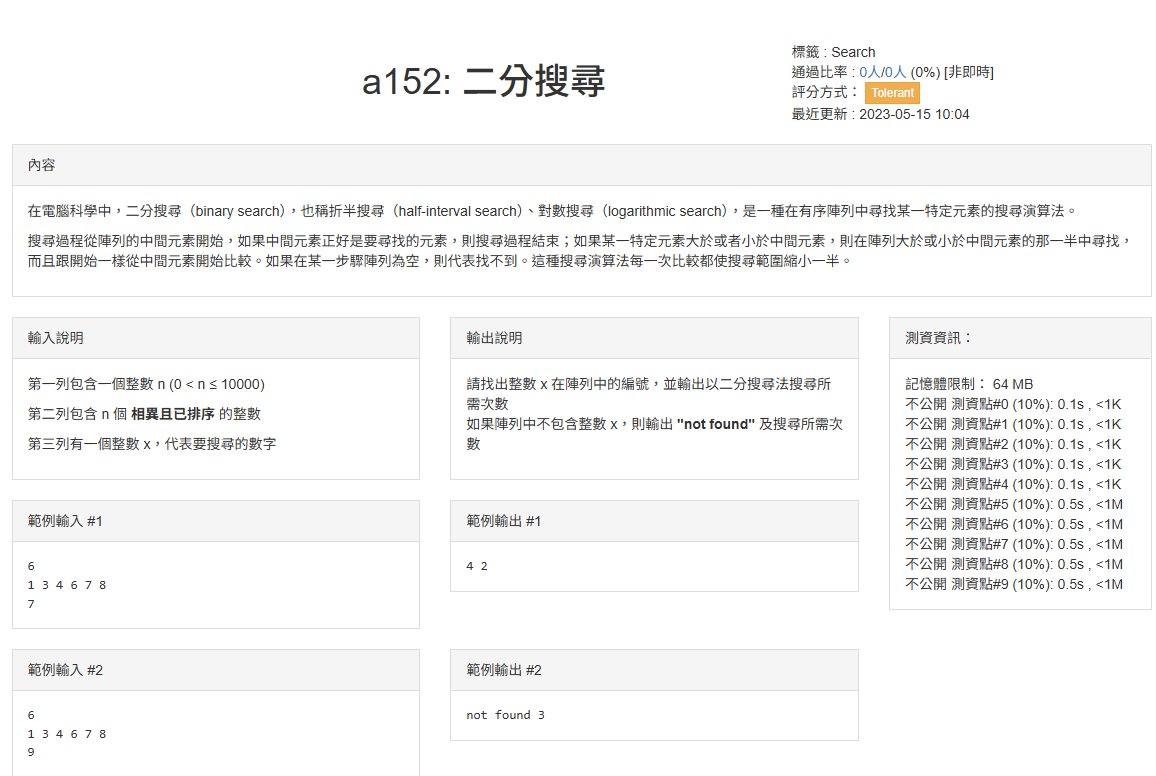 a152: 二分搜尋
標籤 : Search
通過比率 : 0人/0人 (0%) [非即時]
評分方式： Tolerant
最近更新 : 2023-05-15 10:04
內容
在電腦科學中，二分搜尋（binary search），也稱折半搜尋（half-interval search）、對數搜尋（logarithmic search），是一種在有序陣列中尋找某一特定元素的搜尋演算法。
搜尋過程從陣列的中間元素開始，如果中間元素正好是要尋找的元素，則搜尋過程結束；如果某一特定元素大於或者小於中間元素，則在陣列大於或小於中間元素的那一半中尋找，
而且跟開始一樣從中間元素開始比較。如果在某一步驟陣列為空，則代表找不到。這種搜尋演算法每一次比較都使搜尋範圍縮小一半。
輸入說明
第一列包含一個整數 n (0 < n ≤ 10000)
第二列包含 n 個 相異且已排序 的整數
第三列有一個整數 x，代表要搜尋的數字
輸出說明
請找出整數 x 在陣列中的編號，並輸出以二分搜尋法搜尋所
需次數
如果陣列中不包含整數 x，則輸出 "not found" 及搜尋所需次
數
測資資訊：
記憶體限制： 64 MB
不公開 測資點#0 (10%): 0.1s , <1K
不公開 測資點#1 (10%): 0.1s , <1K
不公開 測資點#2 (10%): 0.1s , <1K
不公開 測資點#3 (10%): 0.1s , <1K
不公開 測資點#4 (10%): 0.1s , <1K
不公開 測資點#5 (10%): 0.5s , <1M
不公開 測資點#6 (10%): 0.5s , <1M
不公開 測資點#7 (10%): 0.5s , <1M
不公開 測資點#8 (10%): 0.5s , <1M
不公開 測資點#9 (10%): 0.5s , <1M
範例輸入 #1
6
1 3 4 6 7 8
7
範例輸出 #1
4 2
範例輸入 #2
6
1 3 4 6 7 8
9
範例輸出 #2
not found 3